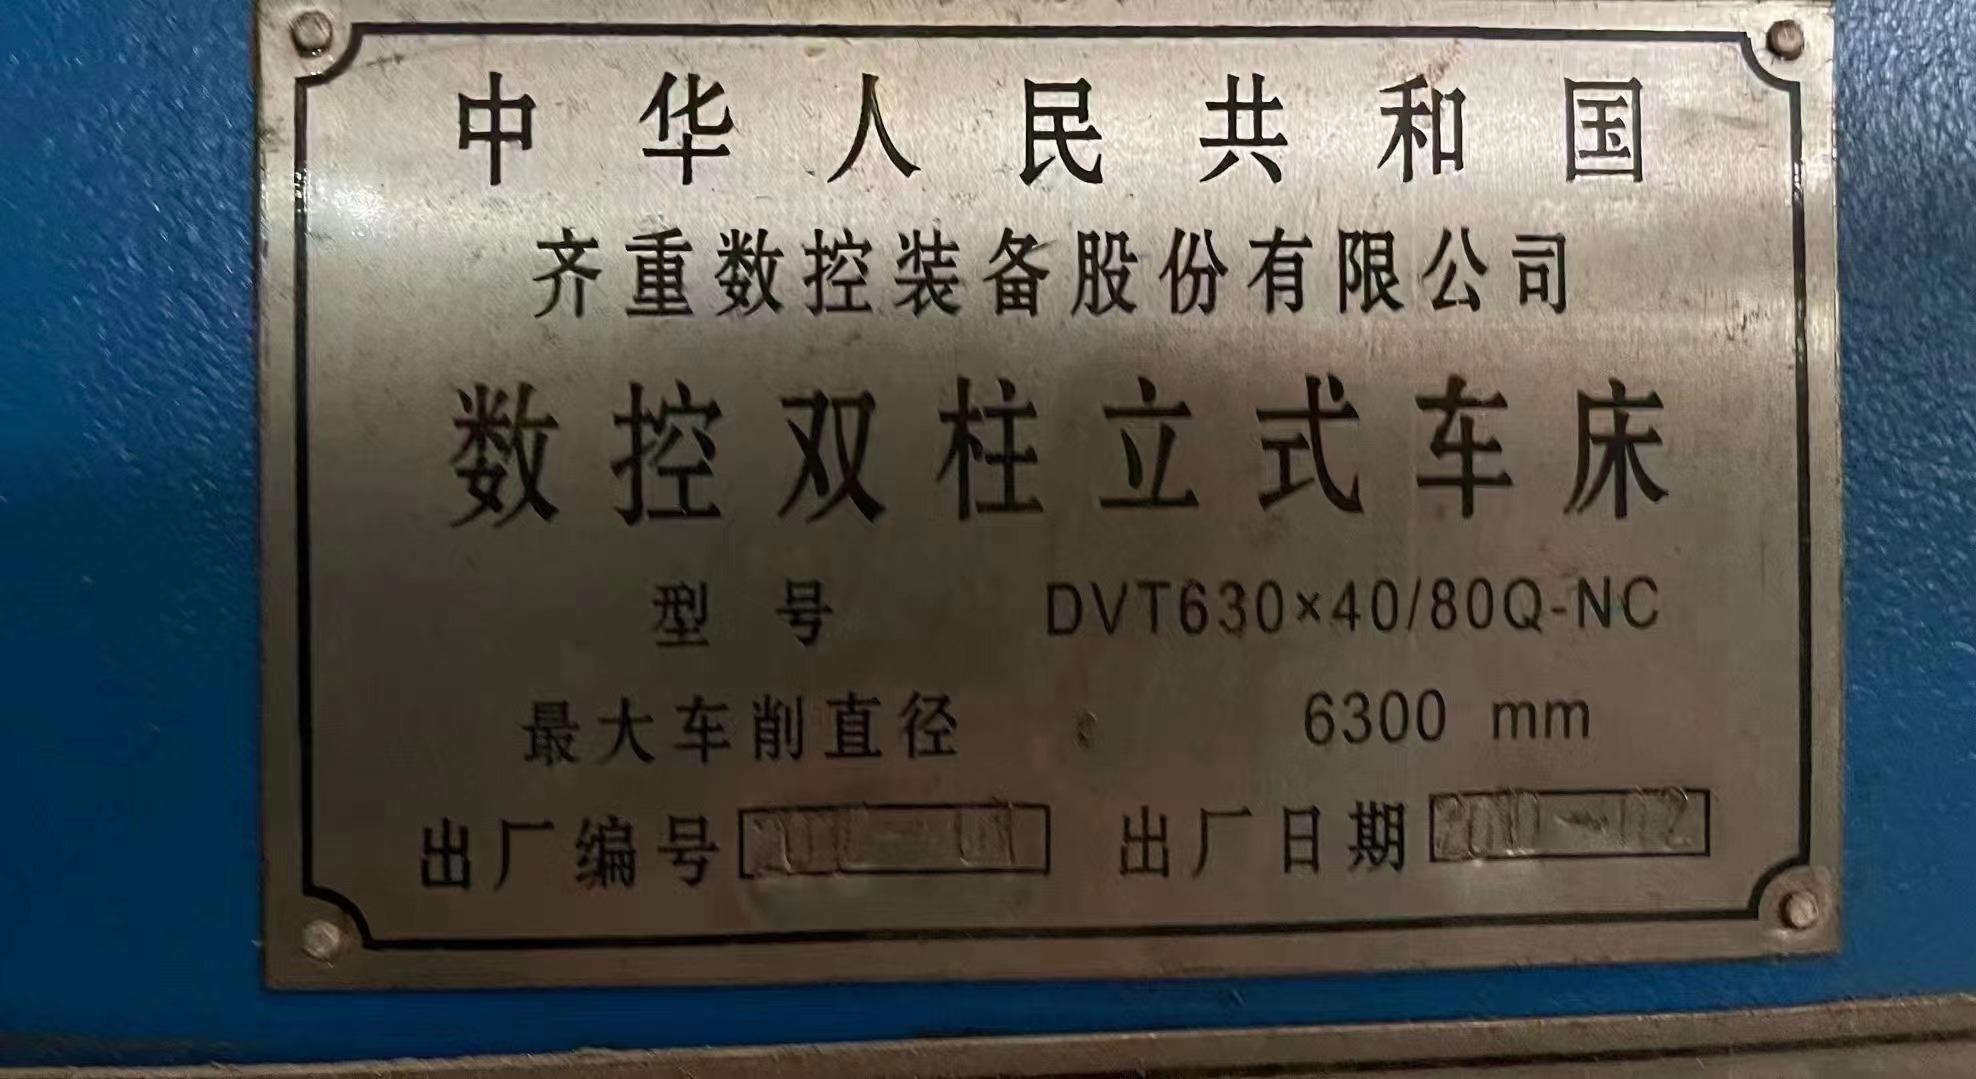 中华人民共和国
齐重数控装备股份有限公司
数控双柱立式车床
型号 DVT630×40/80Q-NC
最大车削直径 6300 mm
出厂编号 出厂日期 2010-12